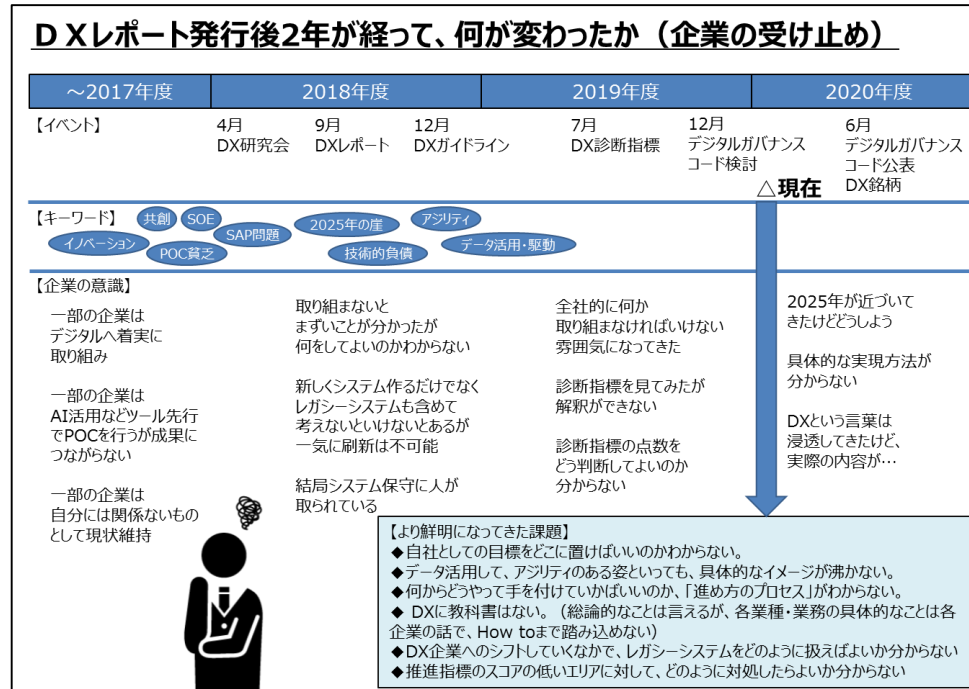 ＤＸレポート発行後2年が経って、何が変わったか（企業の受け止め）
～2017年度 2018年度 2019年度 2020年度
【イベント】
4月
DX研究会
9月
DXレポート
12月
DXガイドライン
7月
DX診断指標
12月
デジタルガバナンス
コード検討
6月
デジタルガバナンス
コード公表
DX銘柄
△現在
【キーワード】
共創
SOE
イノベーション
POC貧乏
SAP問題
2025年の崖
技術的負債
アジリティ
データ活用・駆動
【企業の意識】
一部の企業は
デジタルへ着実に
取り組み
一部の企業は
AI活用などツール先行
でPOCを行うが成果に
つながらない
一部の企業は
自分には関係ないもの
として現状維持
取り組まないと
まずいことが分かったが
何をしてよいのかわからない
新しくシステム作るだけでなく
レガシーシステムも含めて
考えないといけないとあるが
一気に刷新は不可能
結局システム保守に人が
取られている
全社的に何か
取り組まなければいけない
雰囲気になってきた
診断指標を見てみたが
解釈ができない
診断指標の点数を
どう判断してよいのか
分からない
2025年が近づいて
きたけどどうしよう
具体的な実現方法が
分からない
DXという言葉は
浸透してきたけど、
実際の内容が…
【より鮮明になってきた課題】
◆自社としての目標をどこに置けばいいのかわからない。
◆データ活用して、アジリティのある姿といっても、具体的なイメージが沸かない。
◆何からどうやって手を付けていかばいいのか、「進め方のプロセス」がわからない。
◆ DXに教科書はない。（総論的なことは言えるが、各業種・業務の具体的なことは各
企業の話で、How toまで踏み込めない）
◆DX企業へのシフトしていくなかで、レガシーシステムをどのように扱えばよいか分からない
◆推進指標のスコアの低いエリアに対して、どのように対処したらよいか分からない